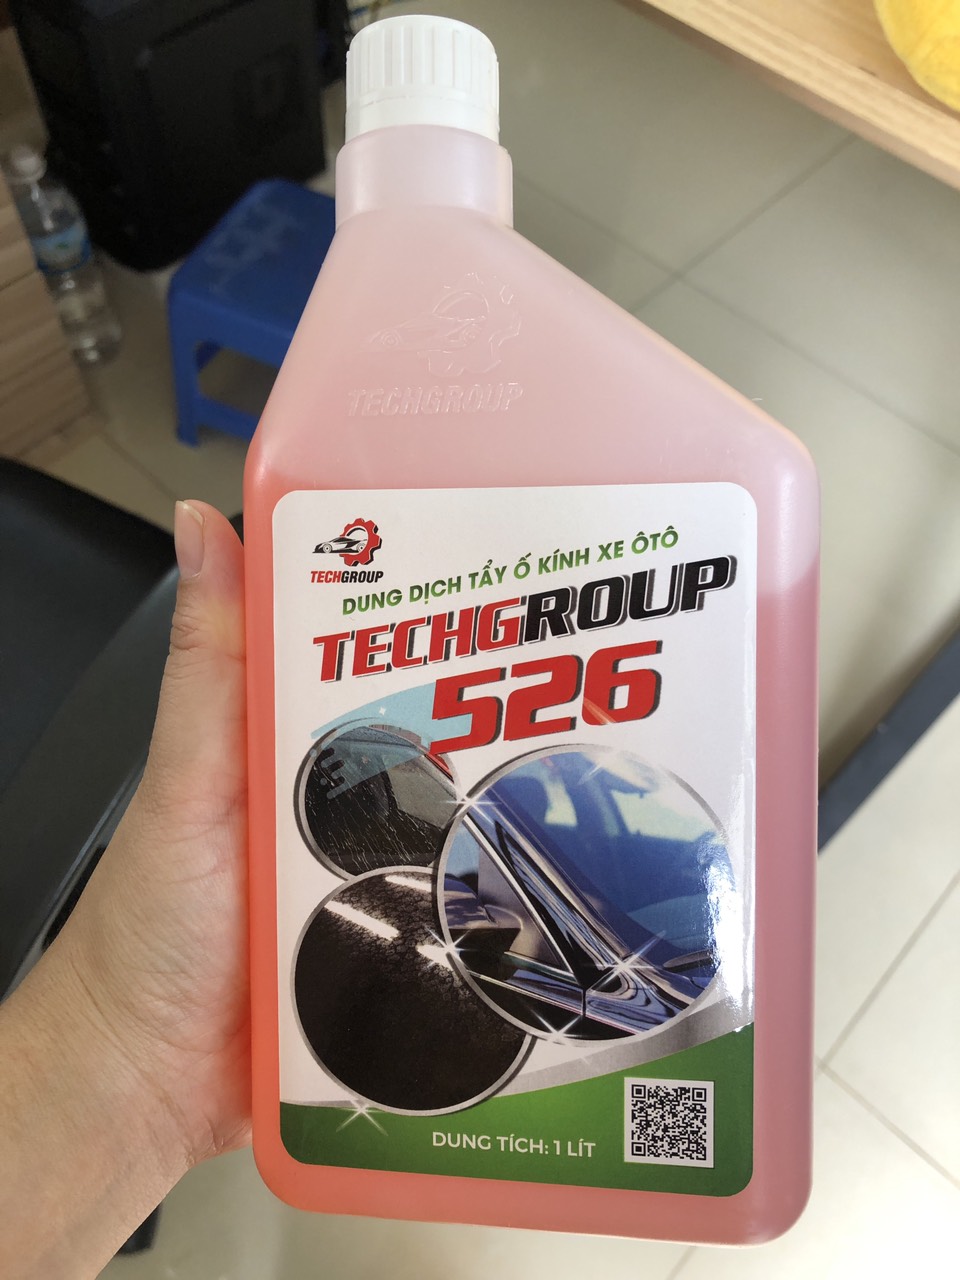 TECHGROUP
TECHGROUP
DUNG DỊCH TẨY Ố KÍNH XE ÔTÔ
TECHGROUP
526
DUNG TÍCH: 1 LÍT